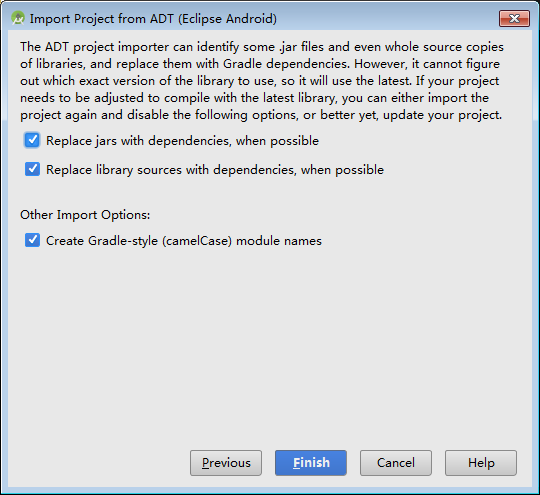 Import Project from ADT (Eclipse Android)
The ADT project importer can identify some .jar files and even whole source copies
of libraries, and replace them with Gradle dependencies. However, it cannot figure
out which exact version of the library to use, so it will use the latest. If your project
needs to be adjusted to compile with the latest library, you can either import the
project again and disable the following options, or better yet, update your project.
Replace jars with dependencies, when possible
Replace library sources with dependencies, when possible
Other Import Options:
Create Gradle-style (camelCase) module names
Previous Finish Cancel Help